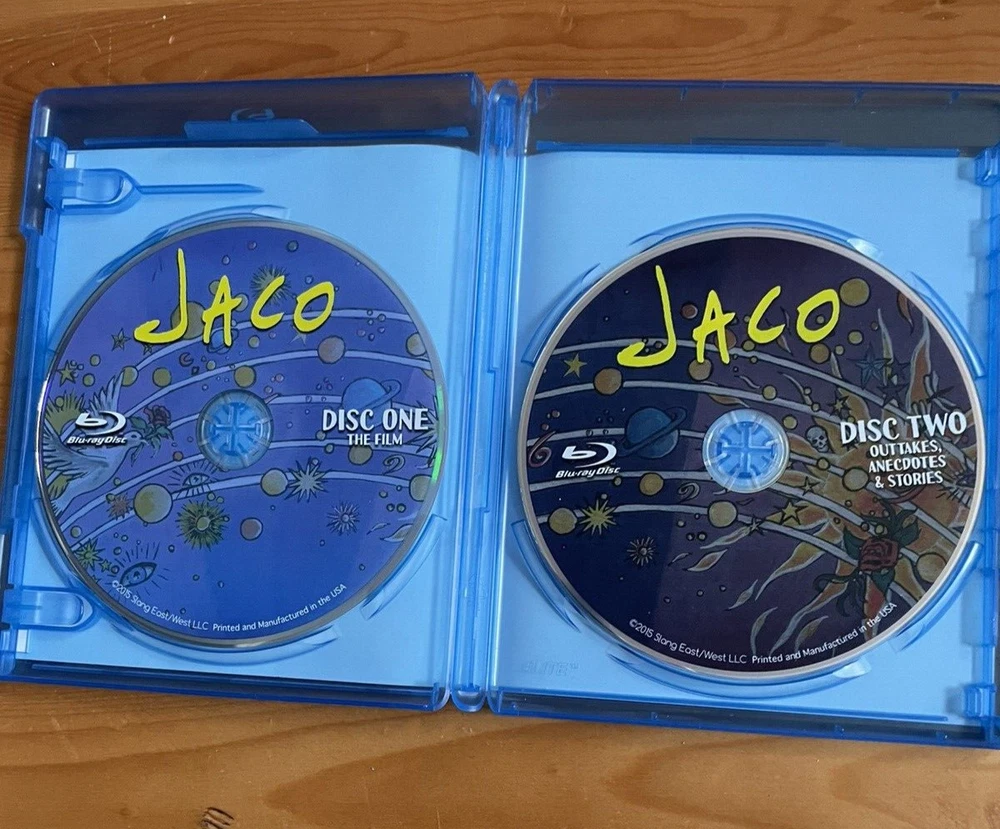 JACO
Blu-ray Disc
DISC ONE
THE FILM
©2015 Slang East/West LLC Printed and Manufactured in the USA
JACO
Blu-ray Disc
DISC TWO
OUTTAKES,
ANECDOTES
& STORIES
©2015 Slang East/West LLC Printed and Manufactured in the USA